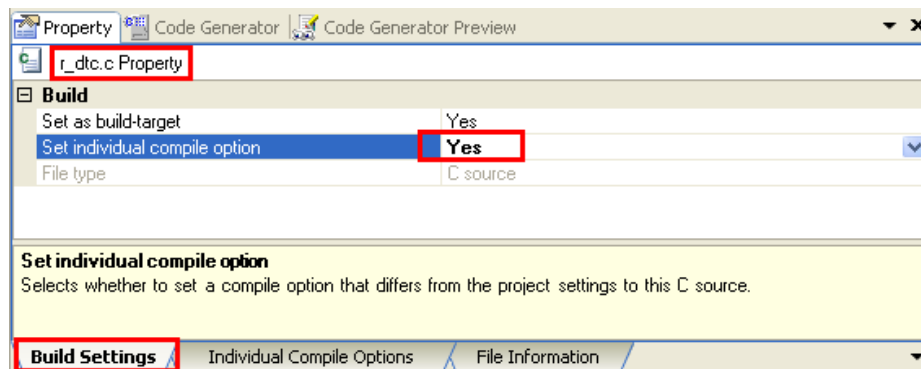 Property Code Generator Code Generator Preview
r_dtc.c Property
Build
Set as build-target Yes
Set individual compile option Yes
File type C source
Set individual compile option
Selects whether to set a compile option that differs from the project settings to this C source.
Build Settings Individual Compile Options File Information